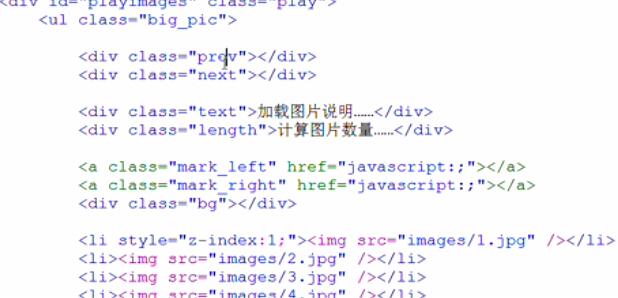 <div id="playimages" class="play">
<ul class="big_pic">
<div class="prev"></div>
<div class="next"></div>
<div class="text">加载图片说明……</div>
<div class="length">计算图片数量……</div>
<a class="mark_left" href="javascript:;"></a>
<a class="mark_right" href="javascript:;"></a>
<div class="bg"></div>
<li style="z-index:1;"><img src="images/1.jpg" /></li>
<li><img src="images/2.jpg" /></li>
<li><img src="images/3.jpg" /></li>
<li><img src="images/4.jpg" /></li>